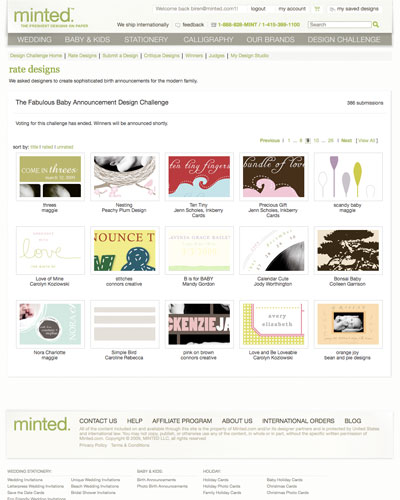 minted.
THE FINEST DESIGNS ON PAPER
Welcome back bren@minted.com!! logout my account my saved designs
We ship internationally feedback 1-888-828-MINT / 1-415-399-1100 Search
WEDDING BABY & KIDS STATIONERY CALLIGRAPHY OUR BRANDS DESIGN CHALLENGE
Design Challenge Home | Rate Designs | Submit a Design | Critique Designs | Winners | Judges | My Design Studio
rate designs
We asked designers to create sophisticated birth announcements for the modern family.
The Fabulous Baby Announcement Design Challenge 386 submissions
Voting for this challenge has ended. Winners will be announced shortly.
Previous | 1 ... 8 9 10 ... 26 | Next [ View All ]
sort by: We'll rated | unrated
COME IN threes
march 12, 2009
ten tiny fingers
bundle of love
threes
maggie
Nesting
Peachy Plum Design
Ten Tiny
Jenn Scholes, Inkberry
Cards
Precious Gift
Jenn Scholes, Inkberry
Cards
scandy baby
maggie
love
NOUNCE T
Love of Mine
Carolyn Kozlowski
stitches
connors creative
B is for BABY
Mandy Gordon
Calendar Cuts
Jody Worthington
Bonsai Baby
Colleen Garrison
NORA
CKENZIEJA
avery
elizabeth
Nora Charlotte
maggie
Simple Bird
Caroline Rebecca
pink on brown
connors creative
Love and Be Loveable
Carolyn Kozlowski
orange joy
bean and pie designs
minted.
CONTACT US HELP AFFILIATE PROGRAM ABOUT US INTERNATIONAL ORDERS BLOG
All of the content included on and available through this site is the property of Minted.com and/or its designer partners and is protected by United States
and international law. You may not copy, publish, or otherwise use any of the content, in whole or in part, without the specific written permission of
Minted.com. Copyright © 2009, MINTED LLC, all rights reserved
Privacy Policy Terms & Conditions
WEDDING STATIONERY: BABY & KIDS: HOLIDAY:
Wedding Invitations Unique Wedding Invitations Birth Announcements Holiday Cards Baby Holiday Cards
Letterpress Wedding Invitations Beach Wedding Invitations Photo Birth Announcements Holiday Photo Cards Christmas Cards
Save the Date Cards Bridal Shower Invitations Family Holiday Cards Christmas Photo Cards
Eco-friendly Wedding Invitations